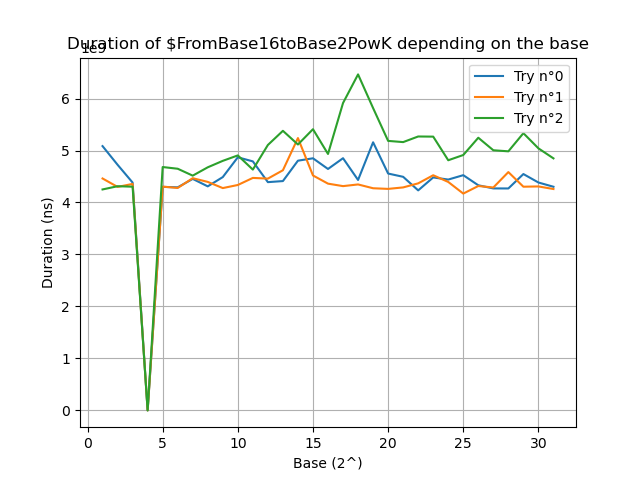 Duration of $FromBase16toBase2PowK depending on the base
1e9
Try n°0
Try n°1
Try n°2
6
5
4
3
2
1
0
Duration (ns)
0 5 10 15 20 25 30
Base (2^)